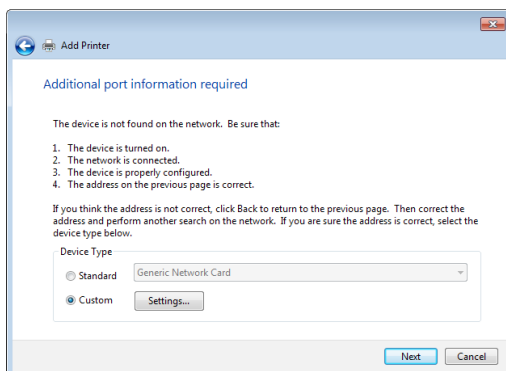 Add Printer
Additional port information required
The device is not found on the network. Be sure that:
1. The device is turned on.
2. The network is connected.
3. The device is properly configured.
4. The address on the previous page is correct.
If you think the address is not correct, click Back to return to the previous page. Then correct the
address and perform another search on the network. If you are sure the address is correct, select the
device type below.
Device Type
Standard Generic Network Card
Custom Settings...
Next Cancel